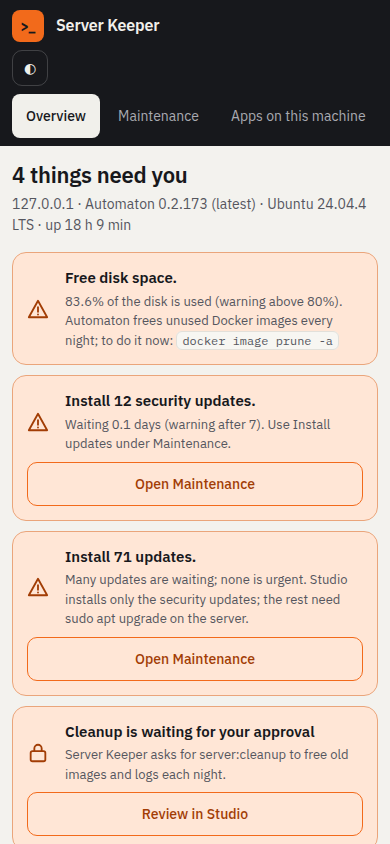 >_ Server Keeper
Overview Maintenance Apps on this machine
4 things need you
127.0.0.1 · Automaton 0.2.173 (latest) · Ubuntu 24.04.4
LTS · up 18 h 9 min
Free disk space.
83.6% of the disk is used (warning above 80%).
Automaton frees unused Docker images every
night; to do it now: docker image prune -a
Install 12 security updates.
Waiting 0.1 days (warning after 7). Use Install
updates under Maintenance.
Open Maintenance
Install 71 updates.
Many updates are waiting; none is urgent. Studio
installs only the security updates; the rest need
sudo apt upgrade on the server.
Open Maintenance
Cleanup is waiting for your approval
Server Keeper asks for server:cleanup to free old
images and logs each night.
Review in Studio